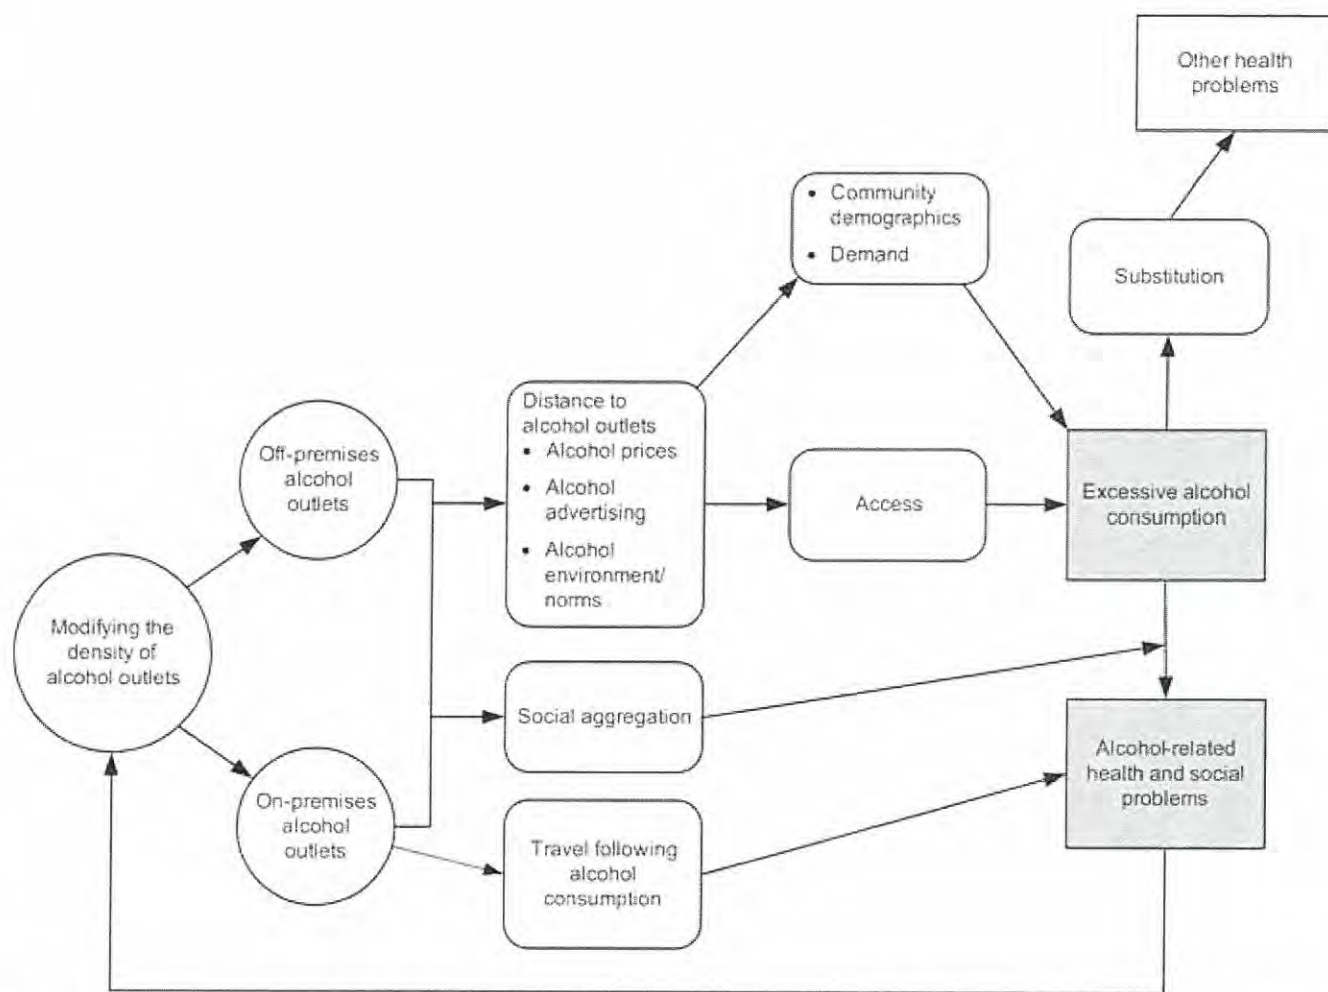 Other health
problems
• Community
demographics
• Demand
Substitution
Distance to
alcohol outlets
• Alcohol prices
• Alcohol
advertising
• Alcohol
environment/
norms
Off-premises
alcohol
outlets
Access
Excessive alcohol
consumption
Modifying the
density of
alcohol outlets
Social aggregation
Alcohol-related
health and social
problems
On-premises
alcohol
outlets
Travel following
alcohol
consumption